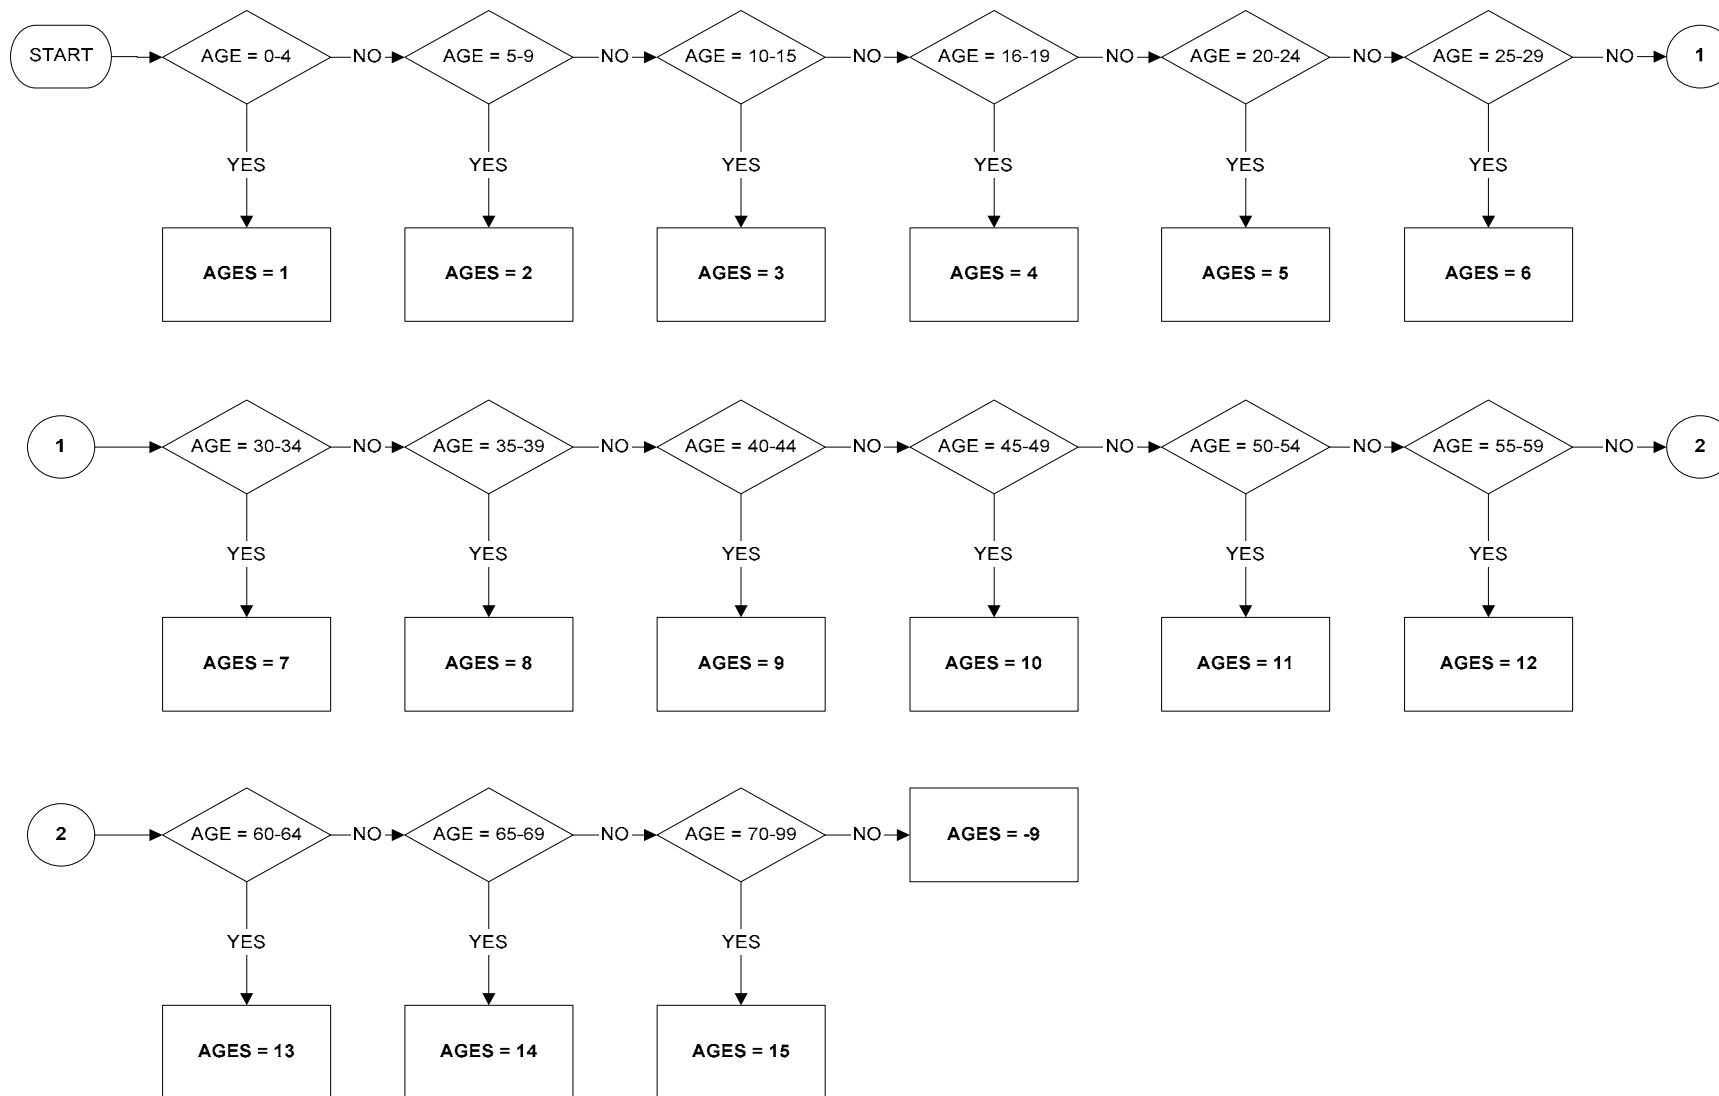 START
AGE = 0-4
NO
AGE = 5-9
NO
AGE = 10-15
NO
AGE = 16-19
NO
AGE = 20-24
NO
AGE = 25-29
NO
1
YES
YES
YES
YES
YES
YES
AGES = 1
AGES = 2
AGES = 3
AGES = 4
AGES = 5
AGES = 6
1
AGE = 30-34
NO
AGE = 35-39
NO
AGE = 40-44
NO
AGE = 45-49
NO
AGE = 50-54
NO
AGE = 55-59
NO
2
YES
YES
YES
YES
YES
YES
AGES = 7
AGES = 8
AGES = 9
AGES = 10
AGES = 11
AGES = 12
2
AGE = 60-64
NO
AGE = 65-69
NO
AGE = 70-99
NO
AGES = -9
YES
YES
YES
AGES = 13
AGES = 14
AGES = 15